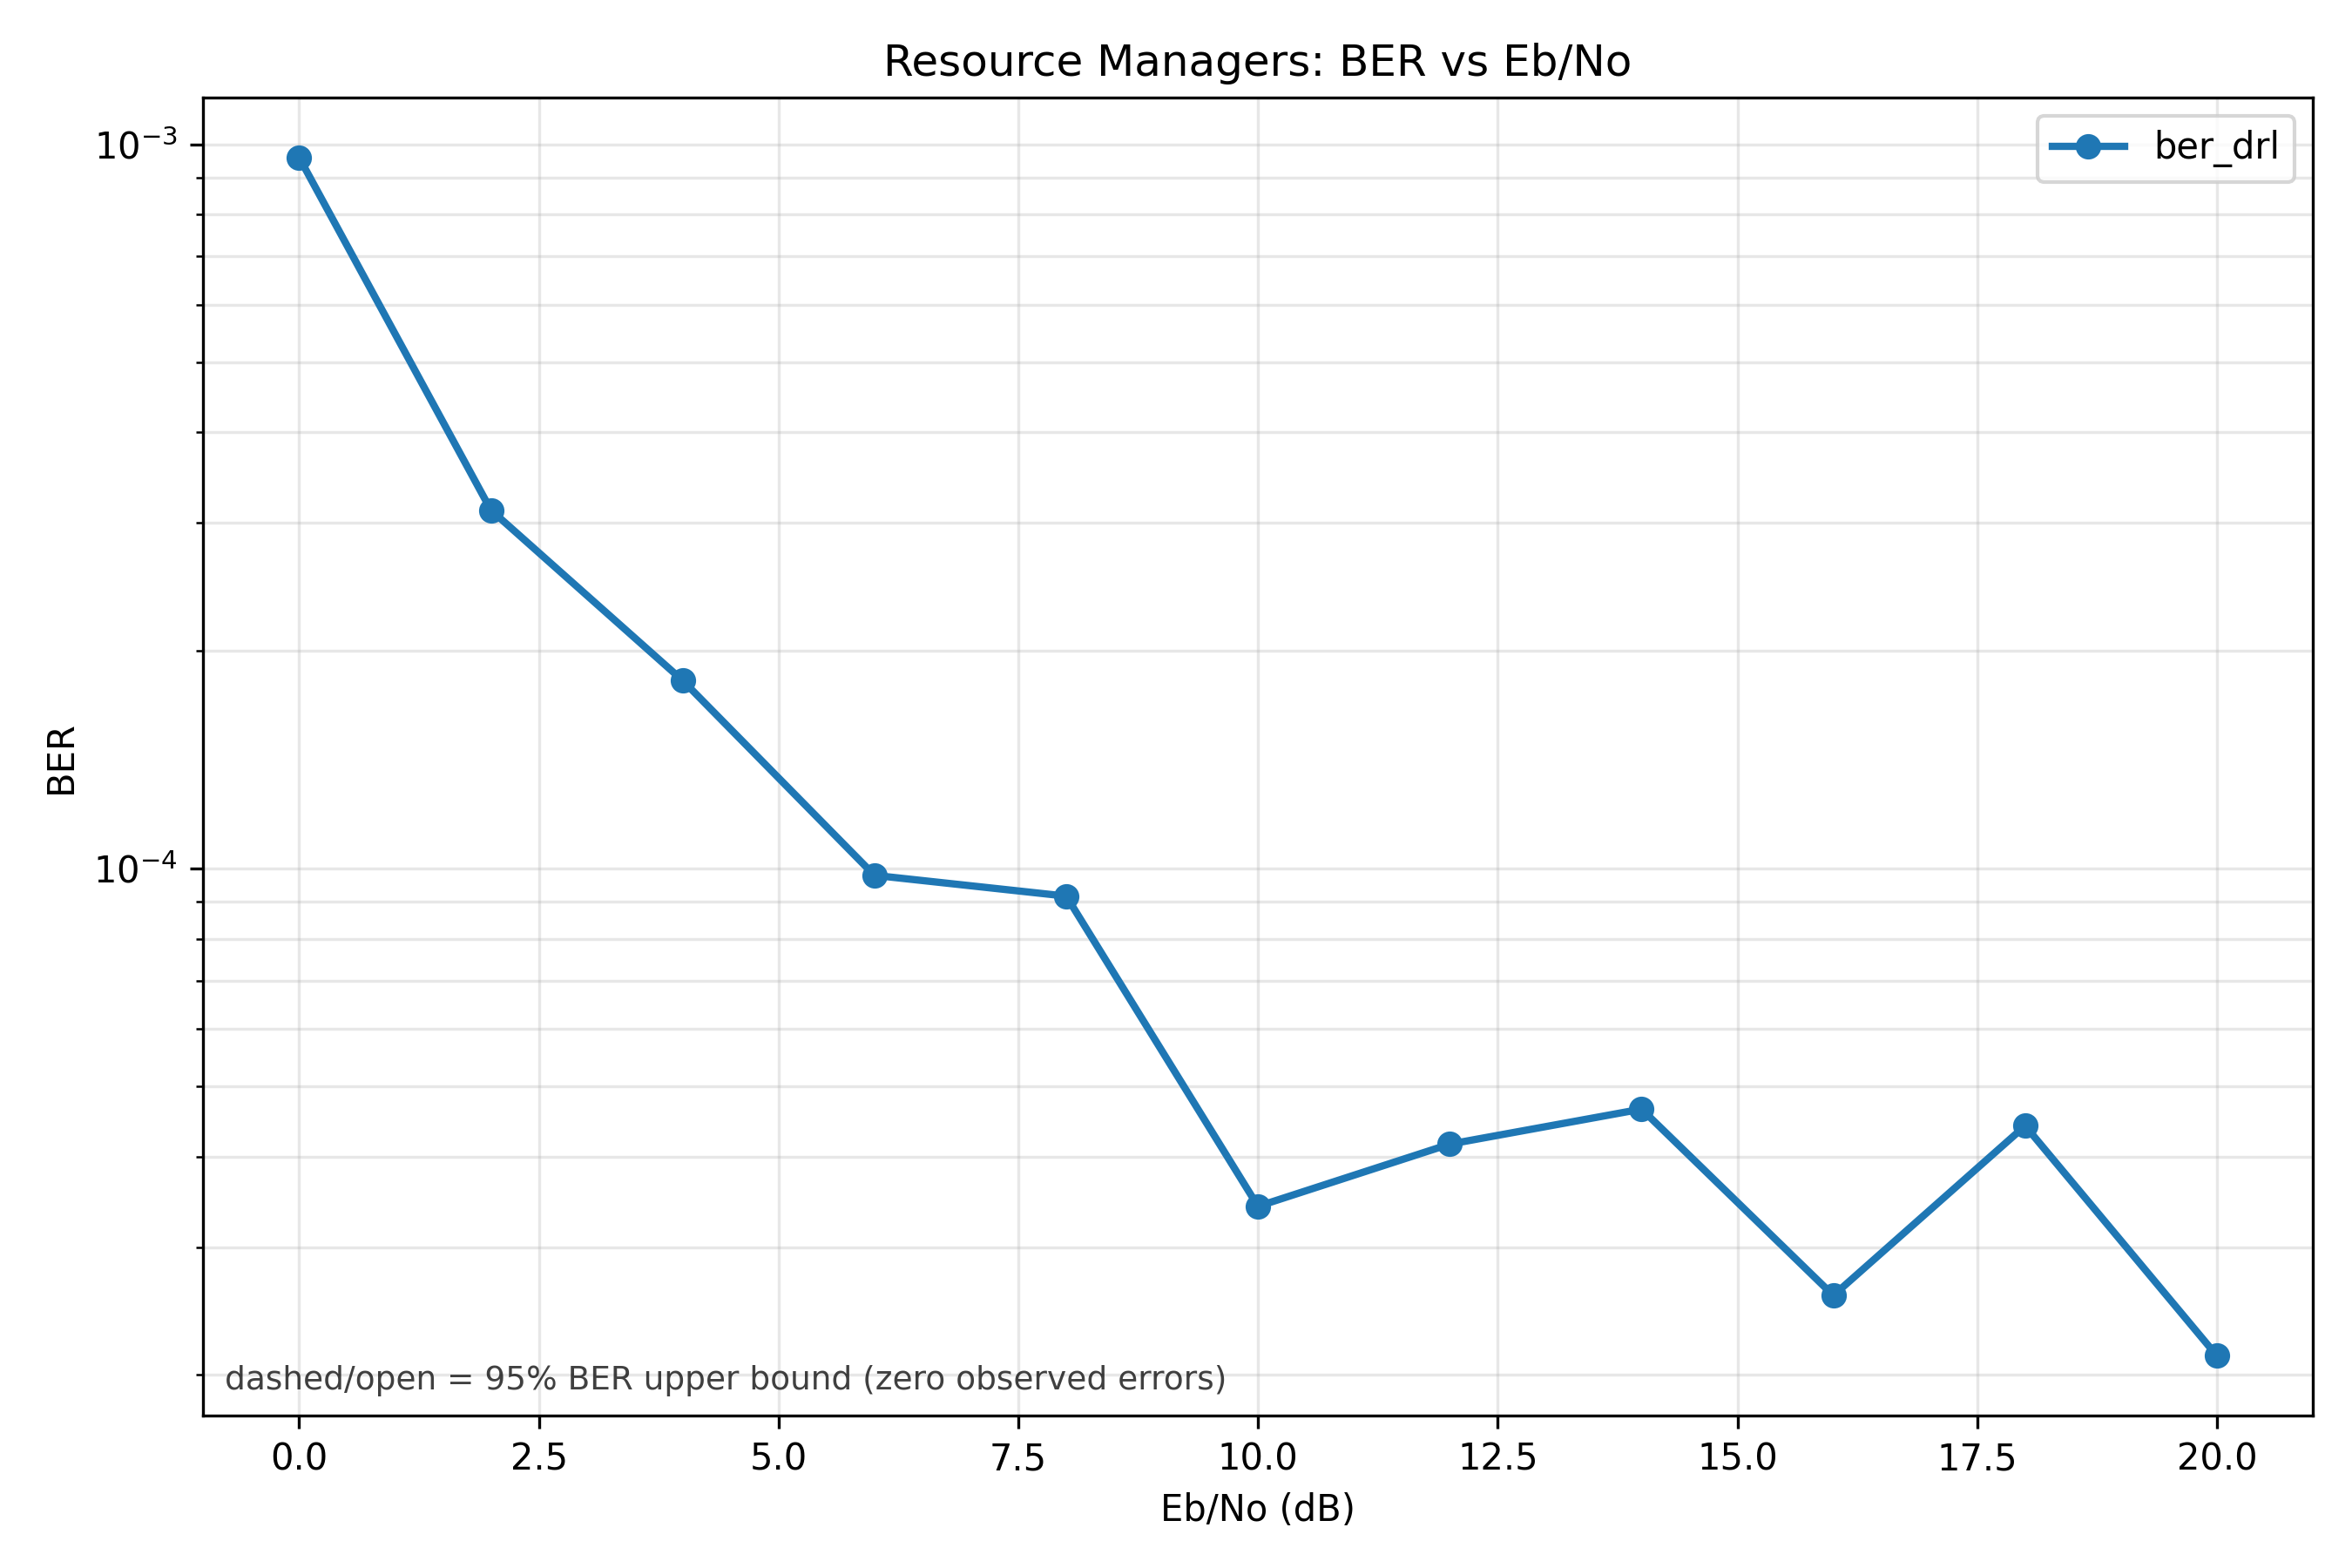 Resource Managers: BER vs Eb/No
ber_drl
10⁻³
10⁻⁴
BER
dashed/open = 95% BER upper bound (zero observed errors)
0.0 2.5 5.0 7.5 10.0 12.5 15.0 17.5 20.0
Eb/No (dB)